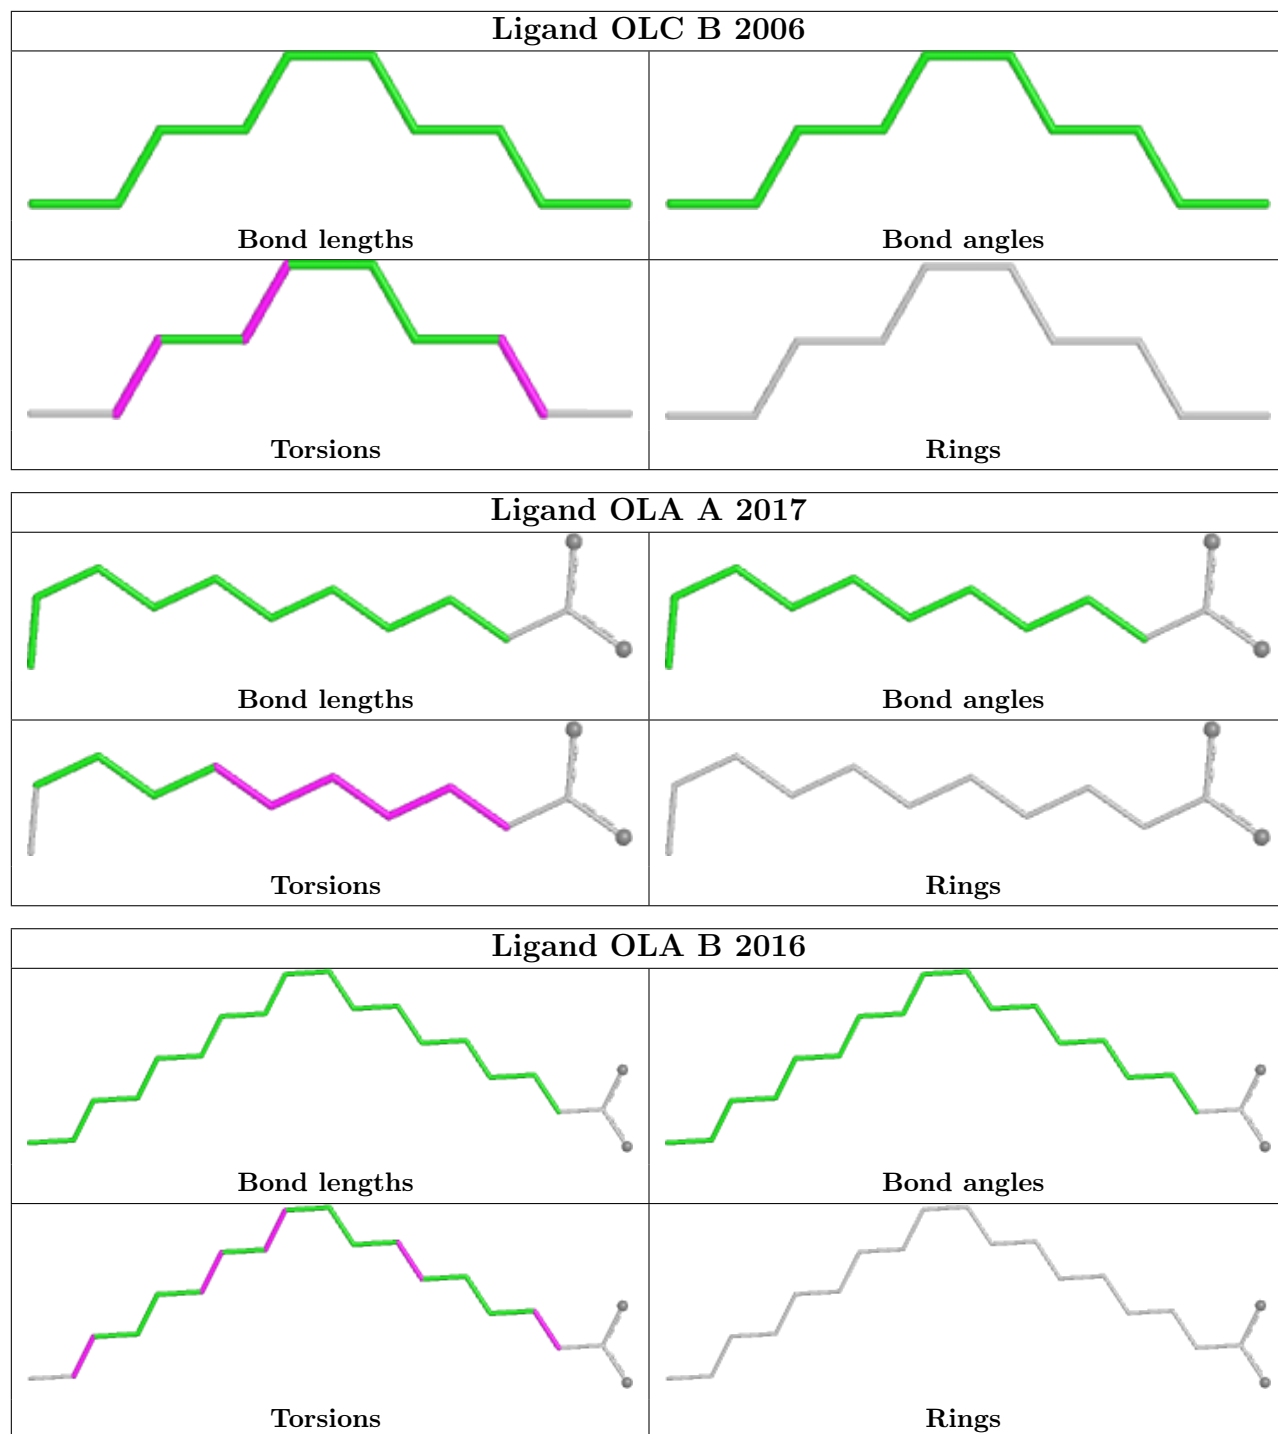 Ligand OLC B 2006
Bond lengths
Bond angles
Torsions
Rings
Ligand OLA A 2017
Bond lengths
Bond angles
Torsions
Rings
Ligand OLA B 2016
Bond lengths
Bond angles
Torsions
Rings